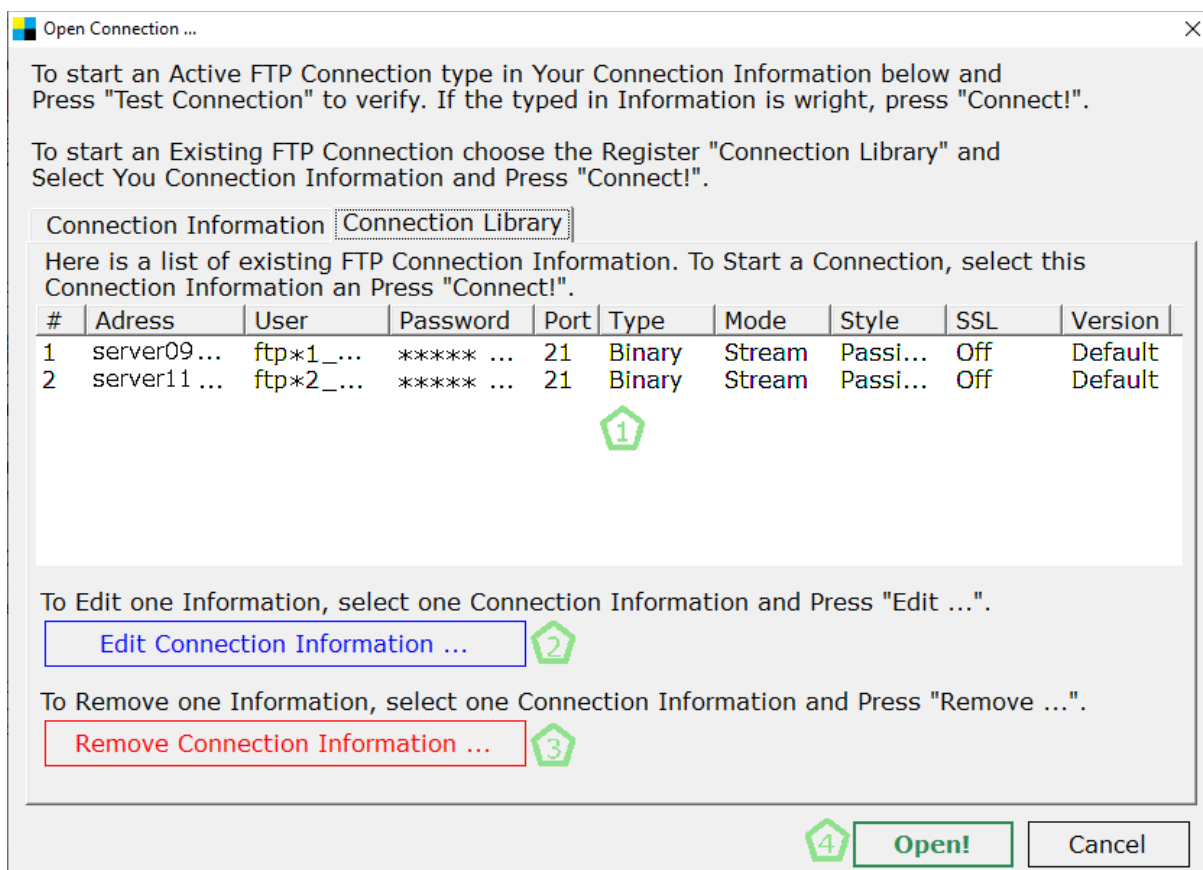 Open Connection ...
To start an Active FTP Connection type in Your Connection Information below and
Press "Test Connection" to verify. If the typed in Information is wright, press "Connect!".
To start an Existing FTP Connection choose the Register "Connection Library" and
Select You Connection Information and Press "Connect!".
Connection Information Connection Library
Here is a list of existing FTP Connection Information. To Start a Connection, select this
Connection Information an Press "Connect!".
# Adress User Password Port Type Mode Style SSL Version
1 server09... ftp*1_... ***** ... 21 Binary Stream Passi... Off Default
2 server11 ... ftp*2_... ***** ... 21 Binary Stream Passi... Off Default
1
To Edit one Information, select one Connection Information and Press "Edit ...".
Edit Connection Information ... 2
To Remove one Information, select one Connection Information and Press "Remove ...".
Remove Connection Information ... 3
4 Open! Cancel